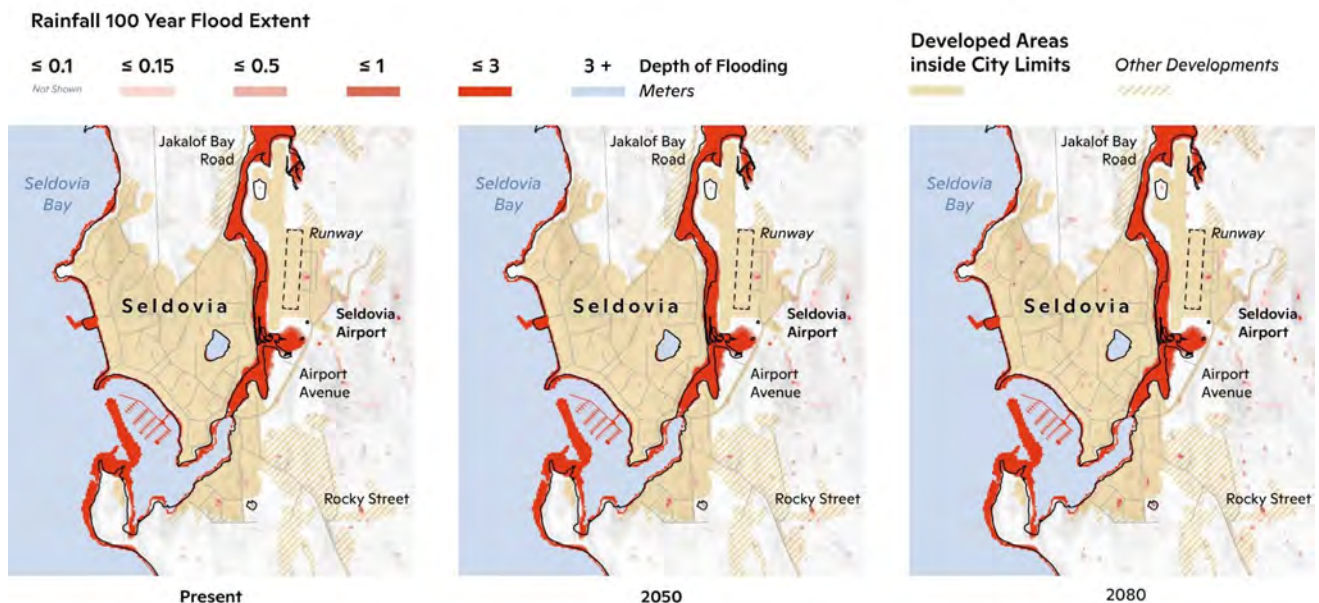 Rainfall 100 Year Flood Extent
≤ 0.1
Not Shown
≤ 0.15
≤ 0.5
≤ 1
≤ 3
3 +
Depth of Flooding
Meters
Developed Areas
inside City Limits
Other Developments
Jakalof Bay
Road
Seldovia
Bay
Runway
Seldovia
Seldovia
Airport
Airport
Avenue
Rocky Street
Present
Jakalof Bay
Road
Seldovia
Bay
Runway
Seldovia
Seldovia
Airport
Airport
Avenue
Rocky Street
2050
Jakalof Bay
Road
Seldovia
Bay
Runway
Seldovia
Seldovia
Airport
Airport
Avenue
Rocky Street
2080